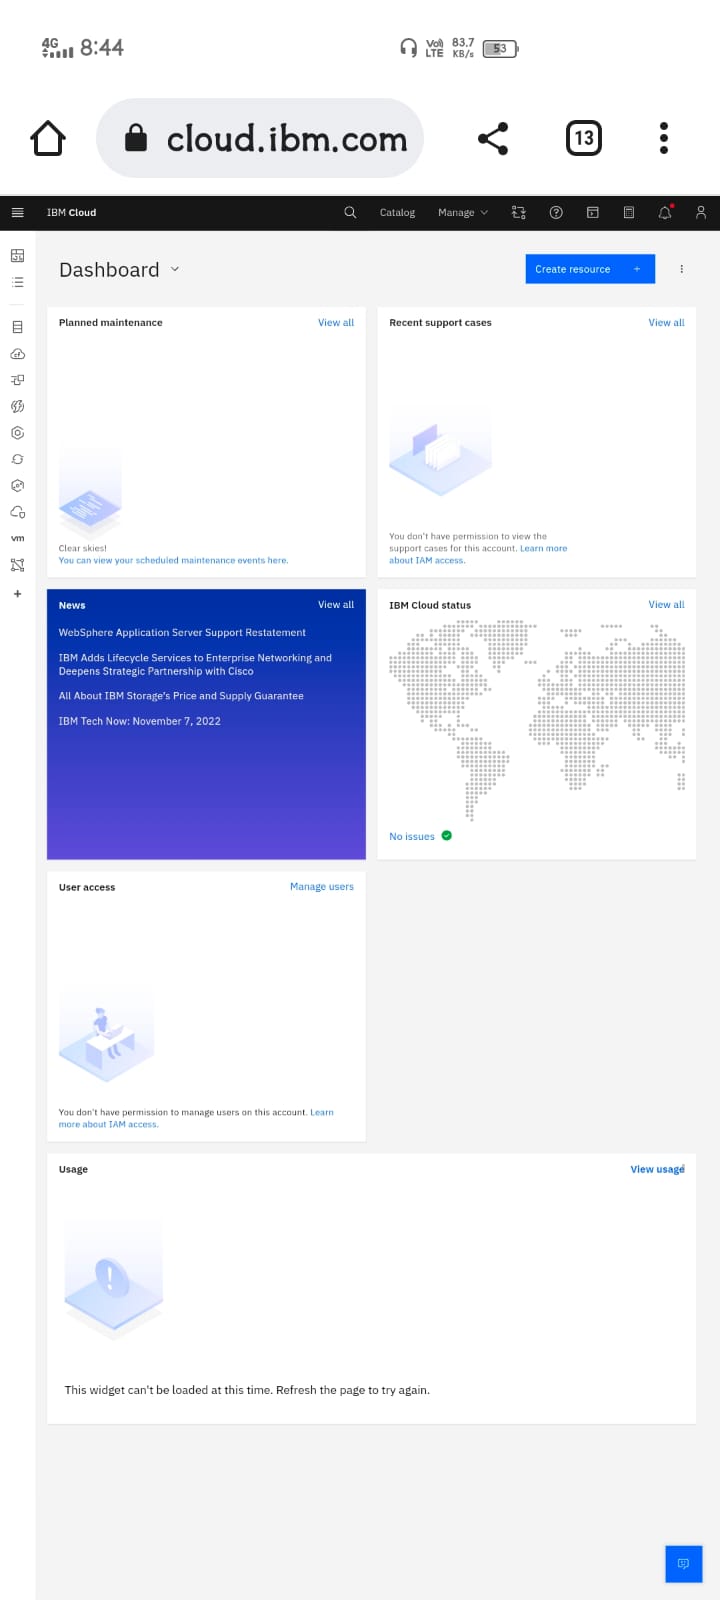 4G 8:44 Vo) LTE 83.7 KB/s 53
cloud.ibm.com 13
IBM Cloud Catalog Manage
Dashboard
Create resource +
Planned maintenance View all
Clear skies!
You can view your scheduled maintenance events here.
Recent support cases View all
You don't have permission to view the
support cases for this account. Learn more
about IAM access.
vm
News View all
WebSphere Application Server Support Restatement
IBM Adds Lifecycle Services to Enterprise Networking and
Deepens Strategic Partnership with Cisco
All About IBM Storage's Price and Supply Guarantee
IBM Tech Now: November 7, 2022
IBM Cloud status View all
No issues
User access Manage users
You don't have permission to manage users on this account. Learn
more about IAM access.
Usage View usage
This widget can't be loaded at this time. Refresh the page to try again.